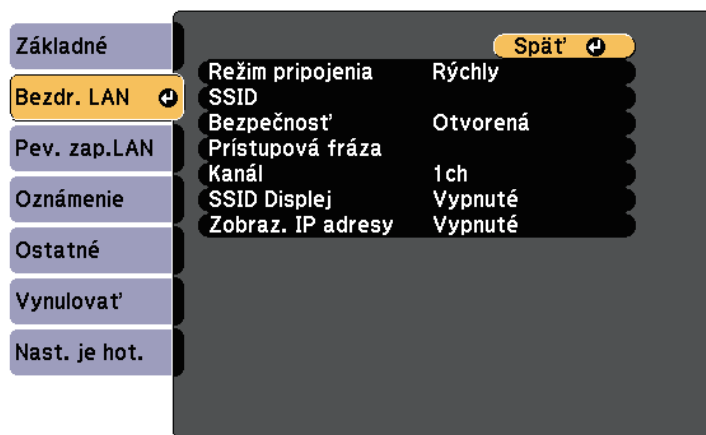 Základné
Bezdr. LAN
Pev. zap.LAN
Oznámenie
Ostatné
Vynulovať
Nast. je hot.
Späť
Režim pripojenia Rýchly
SSID
Bezpečnosť Otvorená
Prístupová fráza
Kanál 1ch
SSID Displej Vypnuté
Zobraz. IP adresy Vypnuté